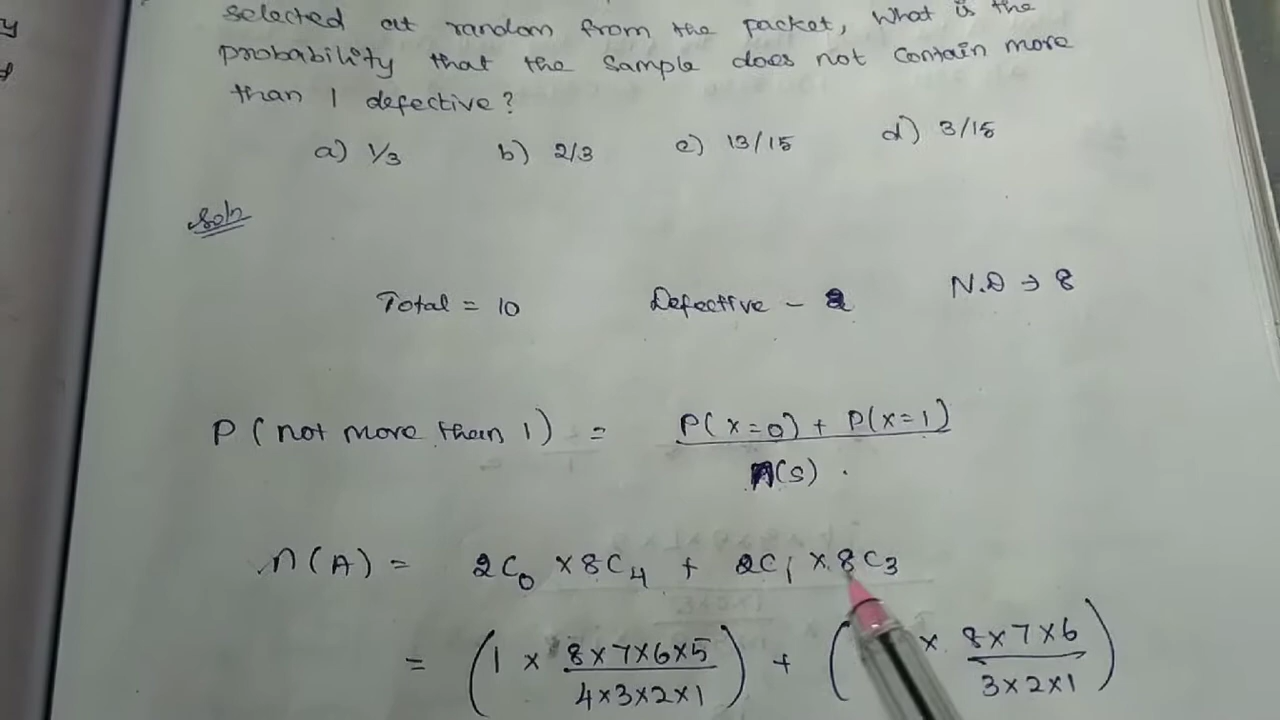 selected at random from the packet, what is the
probability that the sample does not contain more
than 1 defective?
a) 1/3 b) 2/3 c) 13/15 d) 3/15
Soln
Total = 10 Defective - 2 N.D → 8
P(not more than 1) = P(x=0) + P(x=1)
n(s) .
n(A) = 2C0 × 8C4 + 2C1 × 8C3
= (1 × 8×7×6×5 / 4×3×2×1) + ( × 8×7×6 / 3×2×1)